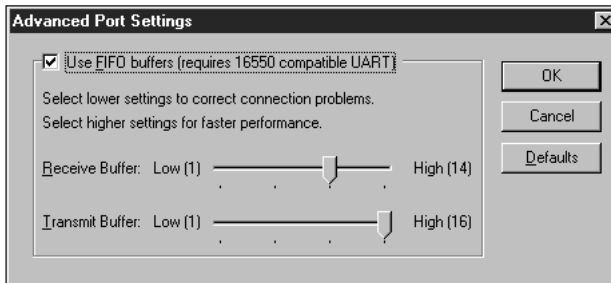 Advanced Port Settings
Use FIFO buffers (requires 16550 compatible UART)
Select lower settings to correct connection problems.
Select higher settings for faster performance.
Receive Buffer: Low (1) High (14)
Transmit Buffer: Low (1) High (16)
OK
Cancel
Defaults